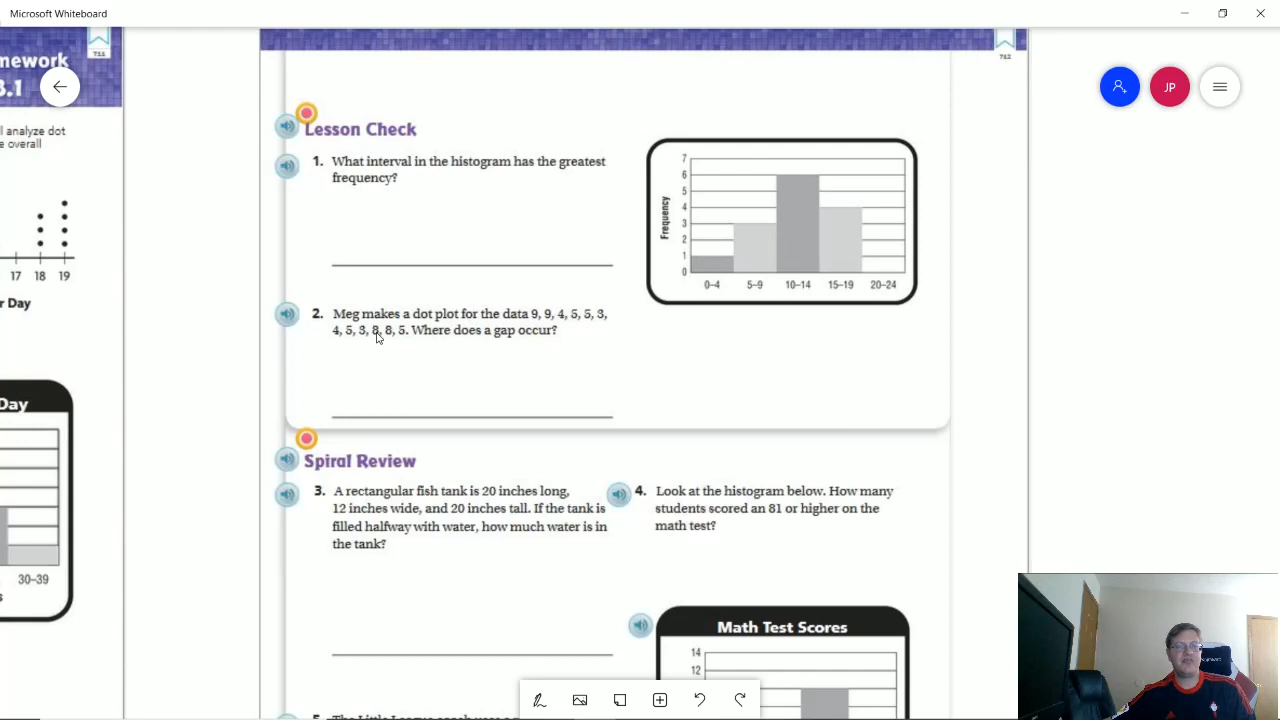 Microsoft Whiteboard
mework
3.1
711
l analyze dot
e overall
17 18 19
r Day
Day
30–39
s
712
JP
Lesson Check
1. What interval in the histogram has the greatest
frequency?
7
6
5
4
3
2
1
0
Frequency
0–4 5–9 10–14 15–19 20–24
2. Meg makes a dot plot for the data 9, 9, 4, 5, 5, 3,
4, 5, 3, 8, 8, 5. Where does a gap occur?
Spiral Review
3. A rectangular fish tank is 20 inches long,
12 inches wide, and 20 inches tall. If the tank is
filled halfway with water, how much water is in
the tank?
4. Look at the histogram below. How many
students scored an 81 or higher on the
math test?
Math Test Scores
14
12